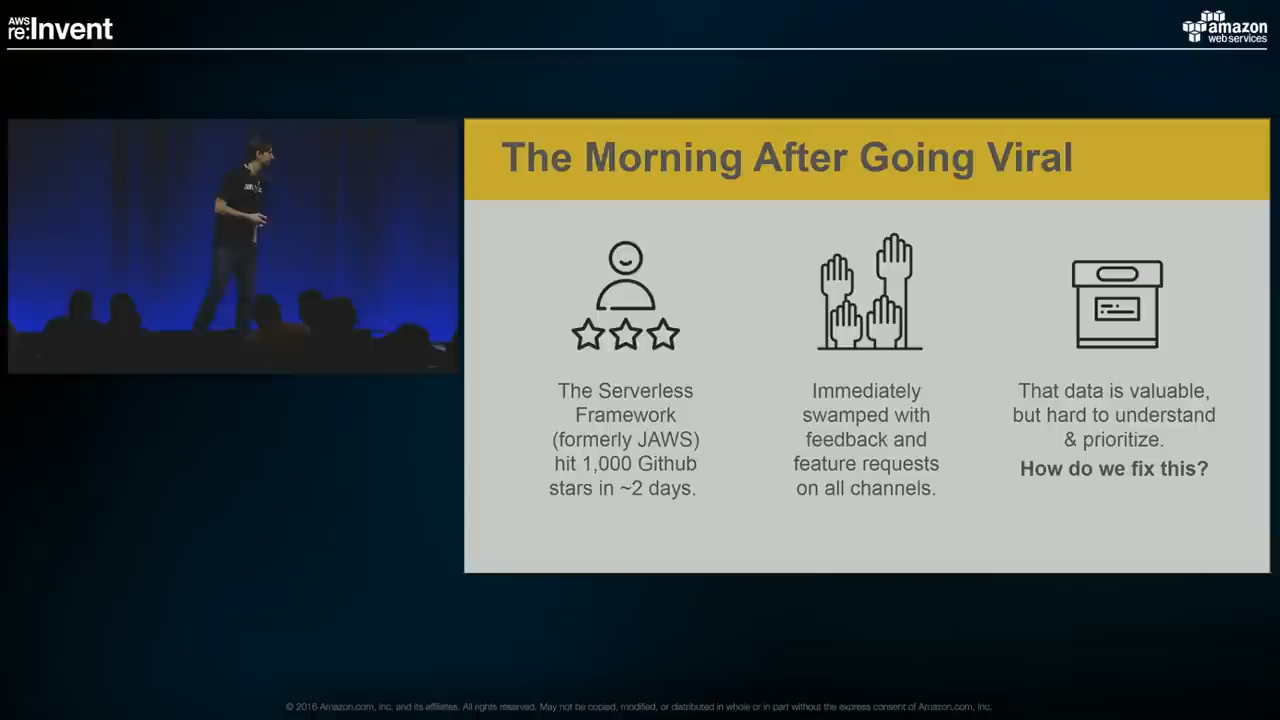 AWS
re:Invent
amazon
web services
The Morning After Going Viral
The Serverless
Framework
(formerly JAWS)
hit 1,000 Github
stars in ~2 days.
Immediately
swamped with
feedback and
feature requests
on all channels.
That data is valuable,
but hard to understand
& prioritize.
How do we fix this?
© 2016 Amazon.com, Inc. and its affiliates. All rights reserved. May not be copied, modified, or distributed in whole or in part without the express consent of Amazon.com, Inc.